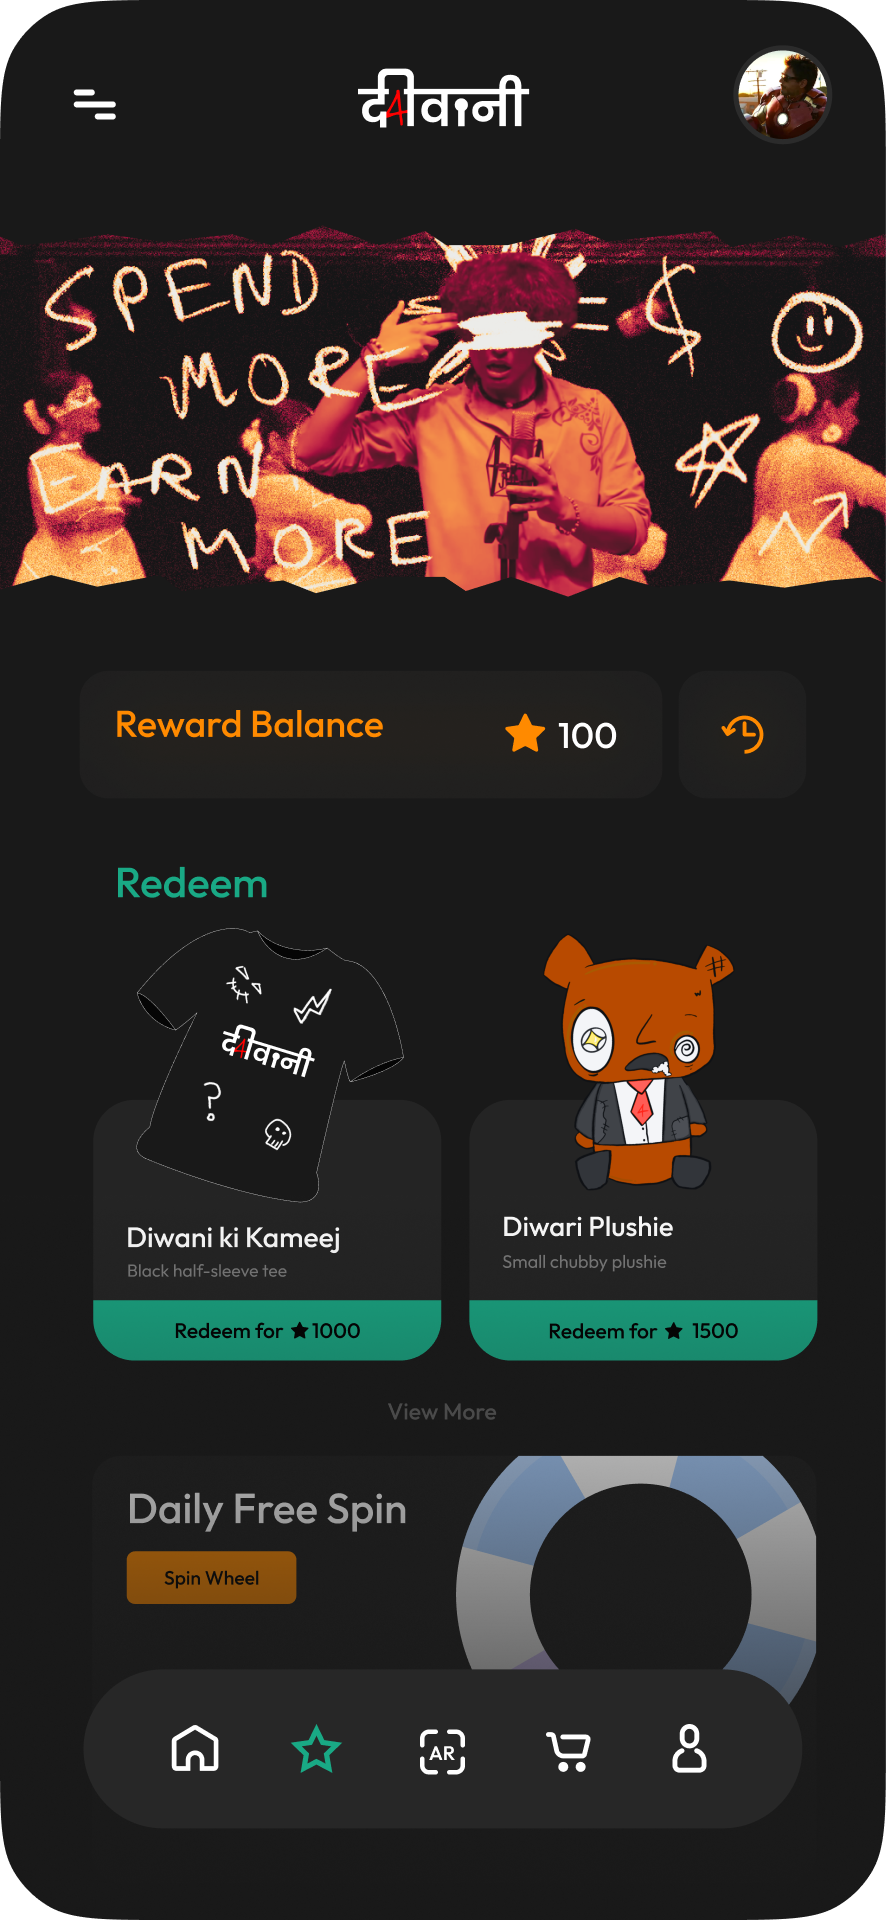 दीवानी
SPEND
MORE
EARN
MORE
Reward Balance 100
Redeem
दीवानी
?
Diwani ki Kameej
Black half-sleeve tee
Redeem for 1000
Diwari Plushie
Small chubby plushie
Redeem for 1500
View More
Daily Free Spin
Spin Wheel
AR